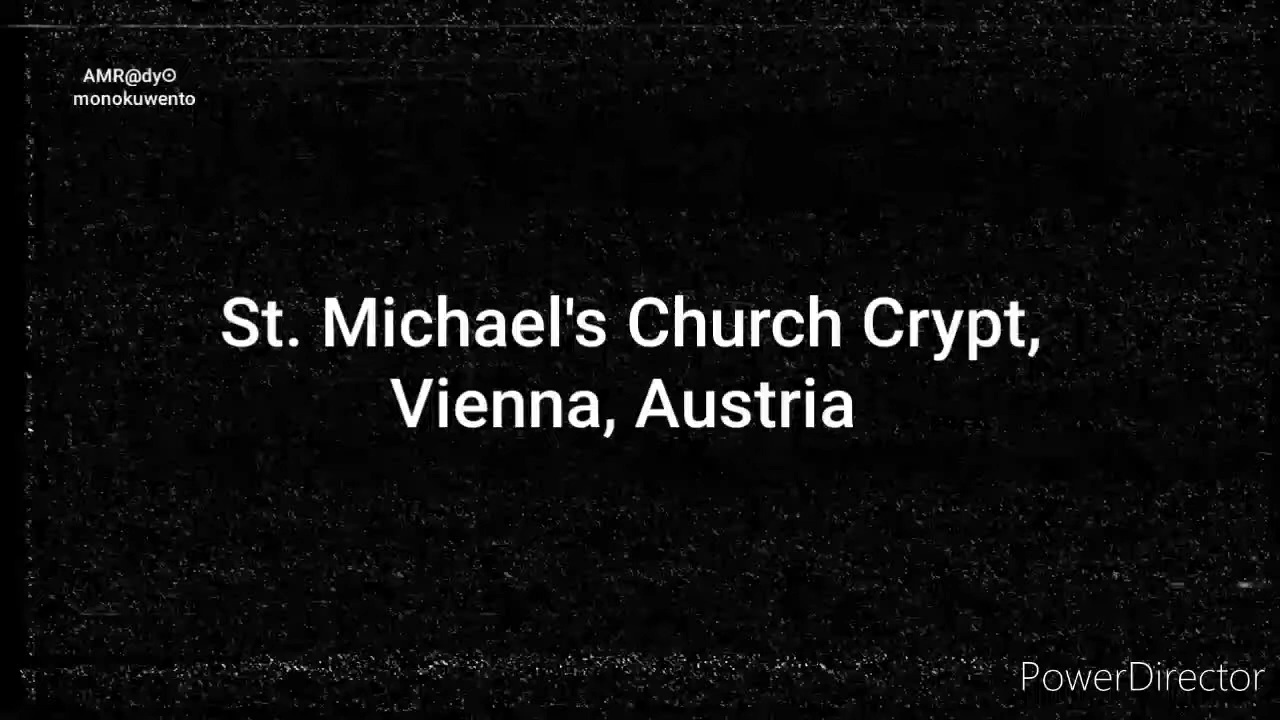 AMR@dy⊙
monokuwento
St. Michael's Church Crypt,
Vienna, Austria
PowerDirector